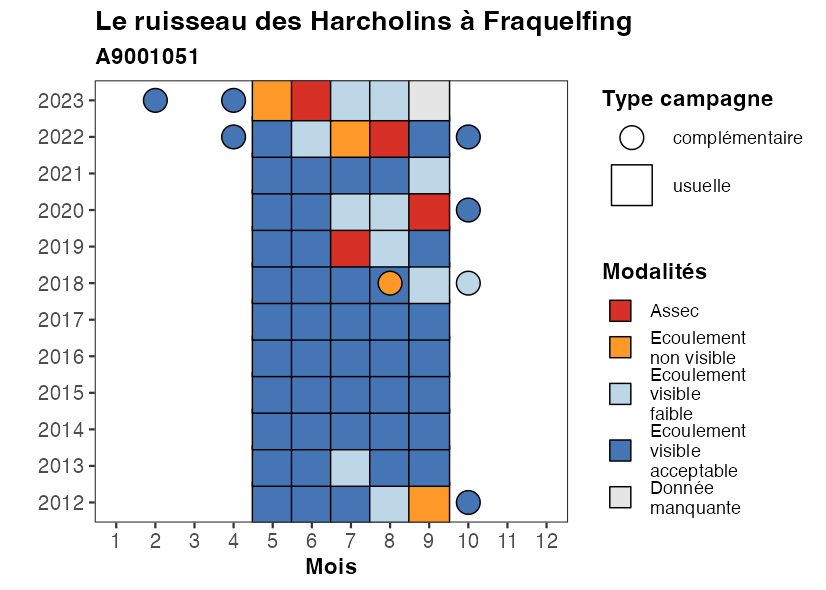 Le ruisseau des Harcholins à Fraquelfing
A9001051
2023
2022
2021
2020
2019
2018
2017
2016
2015
2014
2013
2012
1 2 3 4 5 6 7 8 9 10 11 12
Mois
Type campagne
complémentaire
usuelle
Modalités
Assec
Ecoulement
non visible
Ecoulement
visible
faible
Ecoulement
visible
acceptable
Donnée
manquante